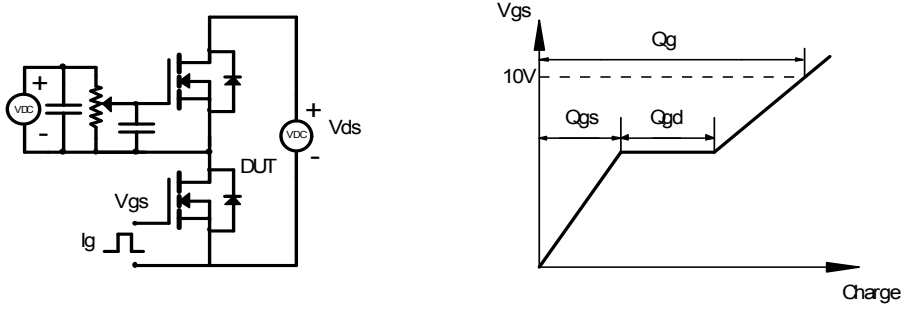 +
VDC
-
+
VDC
-
Vds
DUT
Vgs
Ig
Vgs
Qg
10V
Qgs
Qgd
Charge